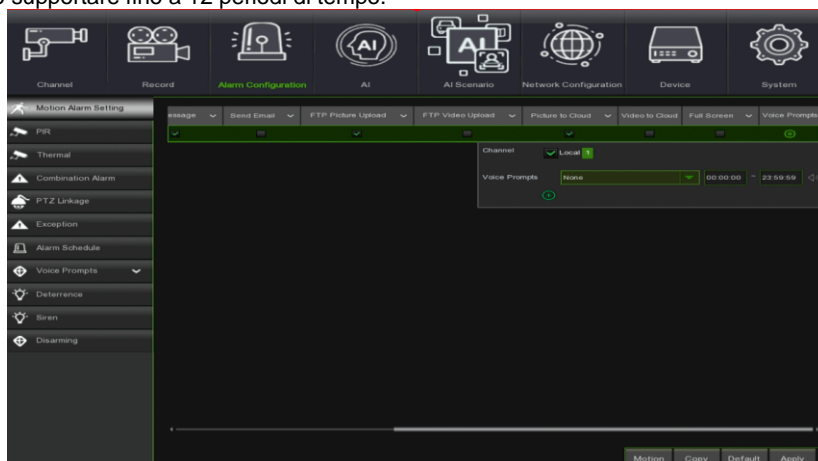 supportare fino a 12 periodi di tempo.
Channel Record Alarm Configuration AI AI Scenario Network Configuration Device System
AI
AI
Motion Alarm Setting
PIR
Thermal
Combination Alarm
PTZ Linkage
Exception
Alarm Schedule
Voice Prompts
Deterrence
Siren
Disarming
essage Send Email FTP Picture Upload FTP Video Upload Picture to Cloud Video to Cloud Full Screen Voice Prompts
Channel Local 1
Voice Prompts None 00:00:00 ~ 23:59:59
Motion Copy Default Apply